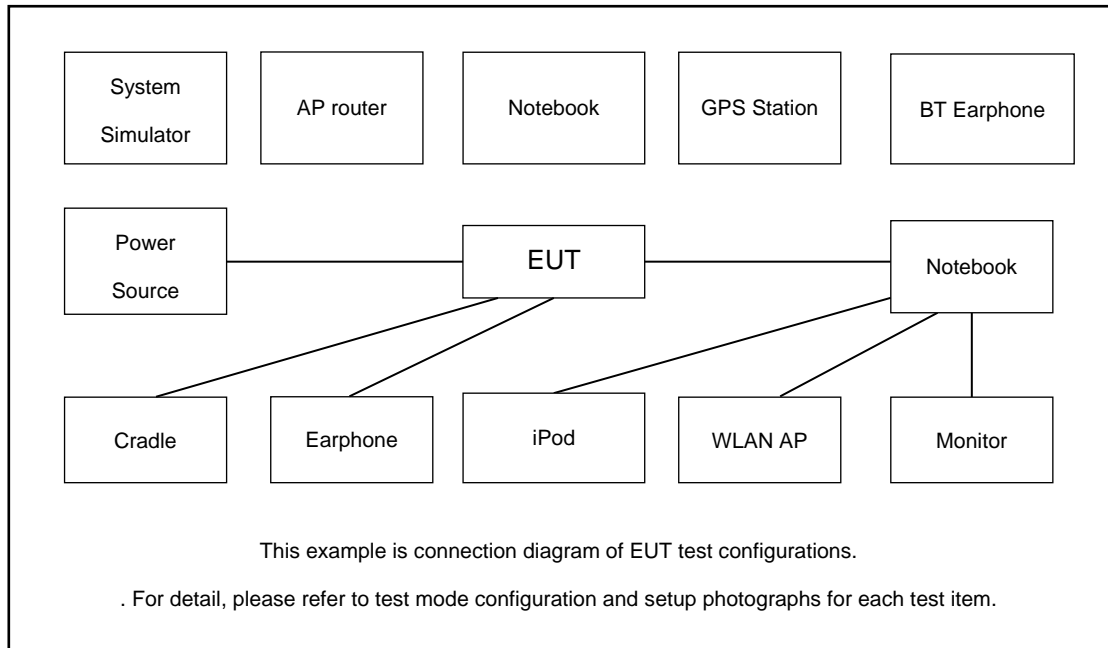 System
Simulator
AP router
Notebook
GPS Station
BT Earphone
Power
Source
EUT
Notebook
Cradle
Earphone
iPod
WLAN AP
Monitor
This example is connection diagram of EUT test configurations.
. For detail, please refer to test mode configuration and setup photographs for each test item.